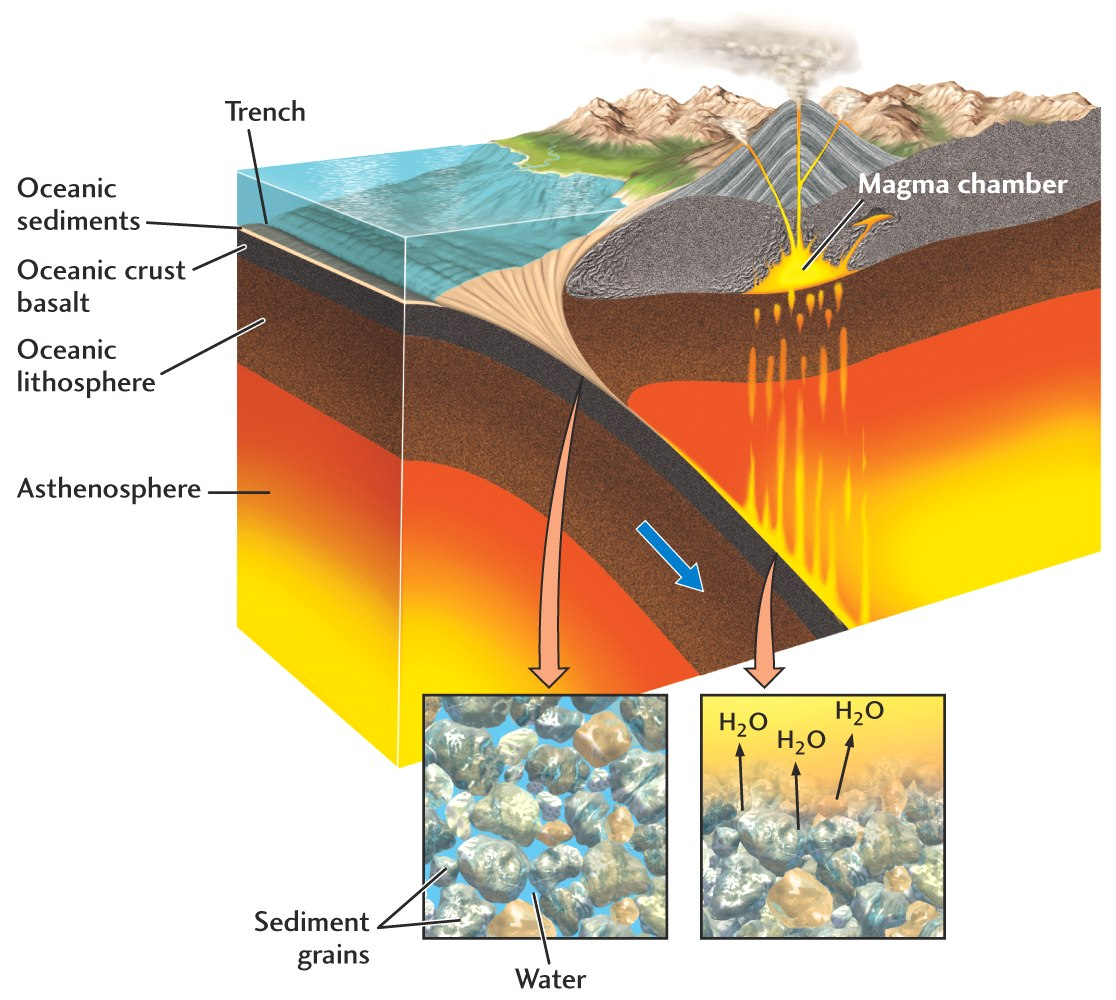 Trench
Oceanic
sediments
Magma chamber
Oceanic crust
basalt
Oceanic
lithosphere
Asthenosphere
H₂O
H₂O
H₂O
Sediment
grains
Water